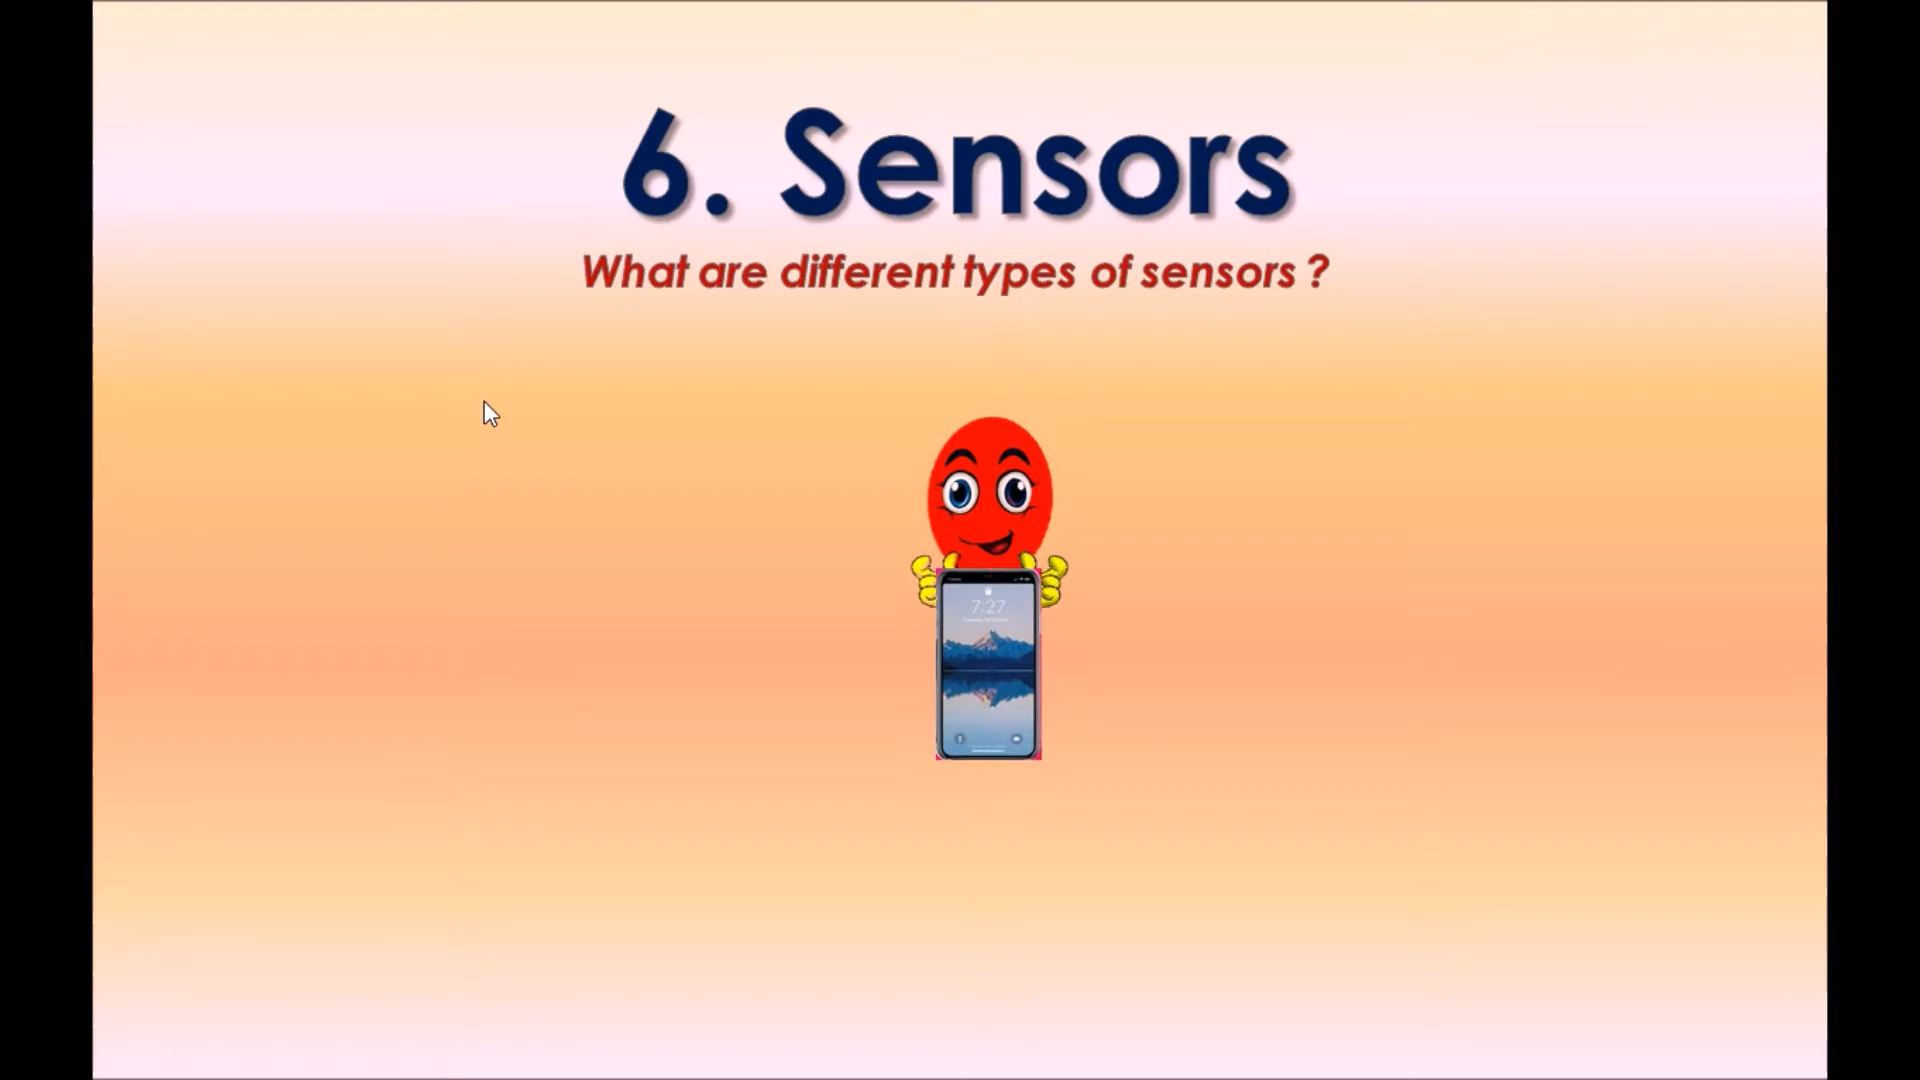 6. Sensors
What are different types of sensors ?
7:27